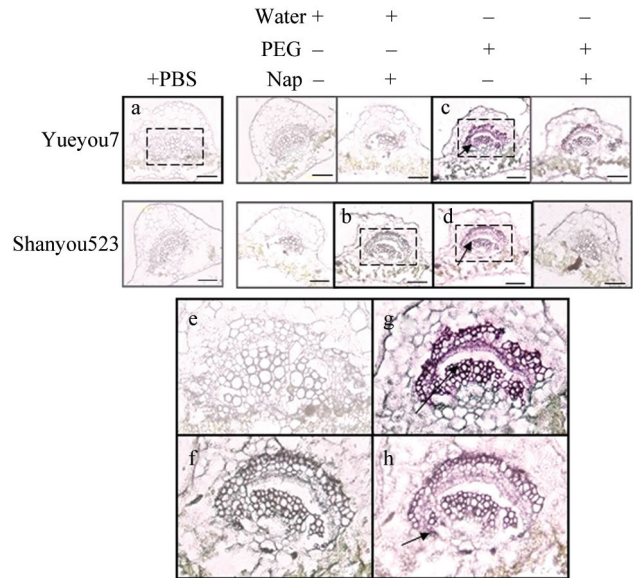 Water + + – –
PEG – – + +
+PBS Nap – + – +
Yueyou7 a c
Shanyou523 b d
e g
f h